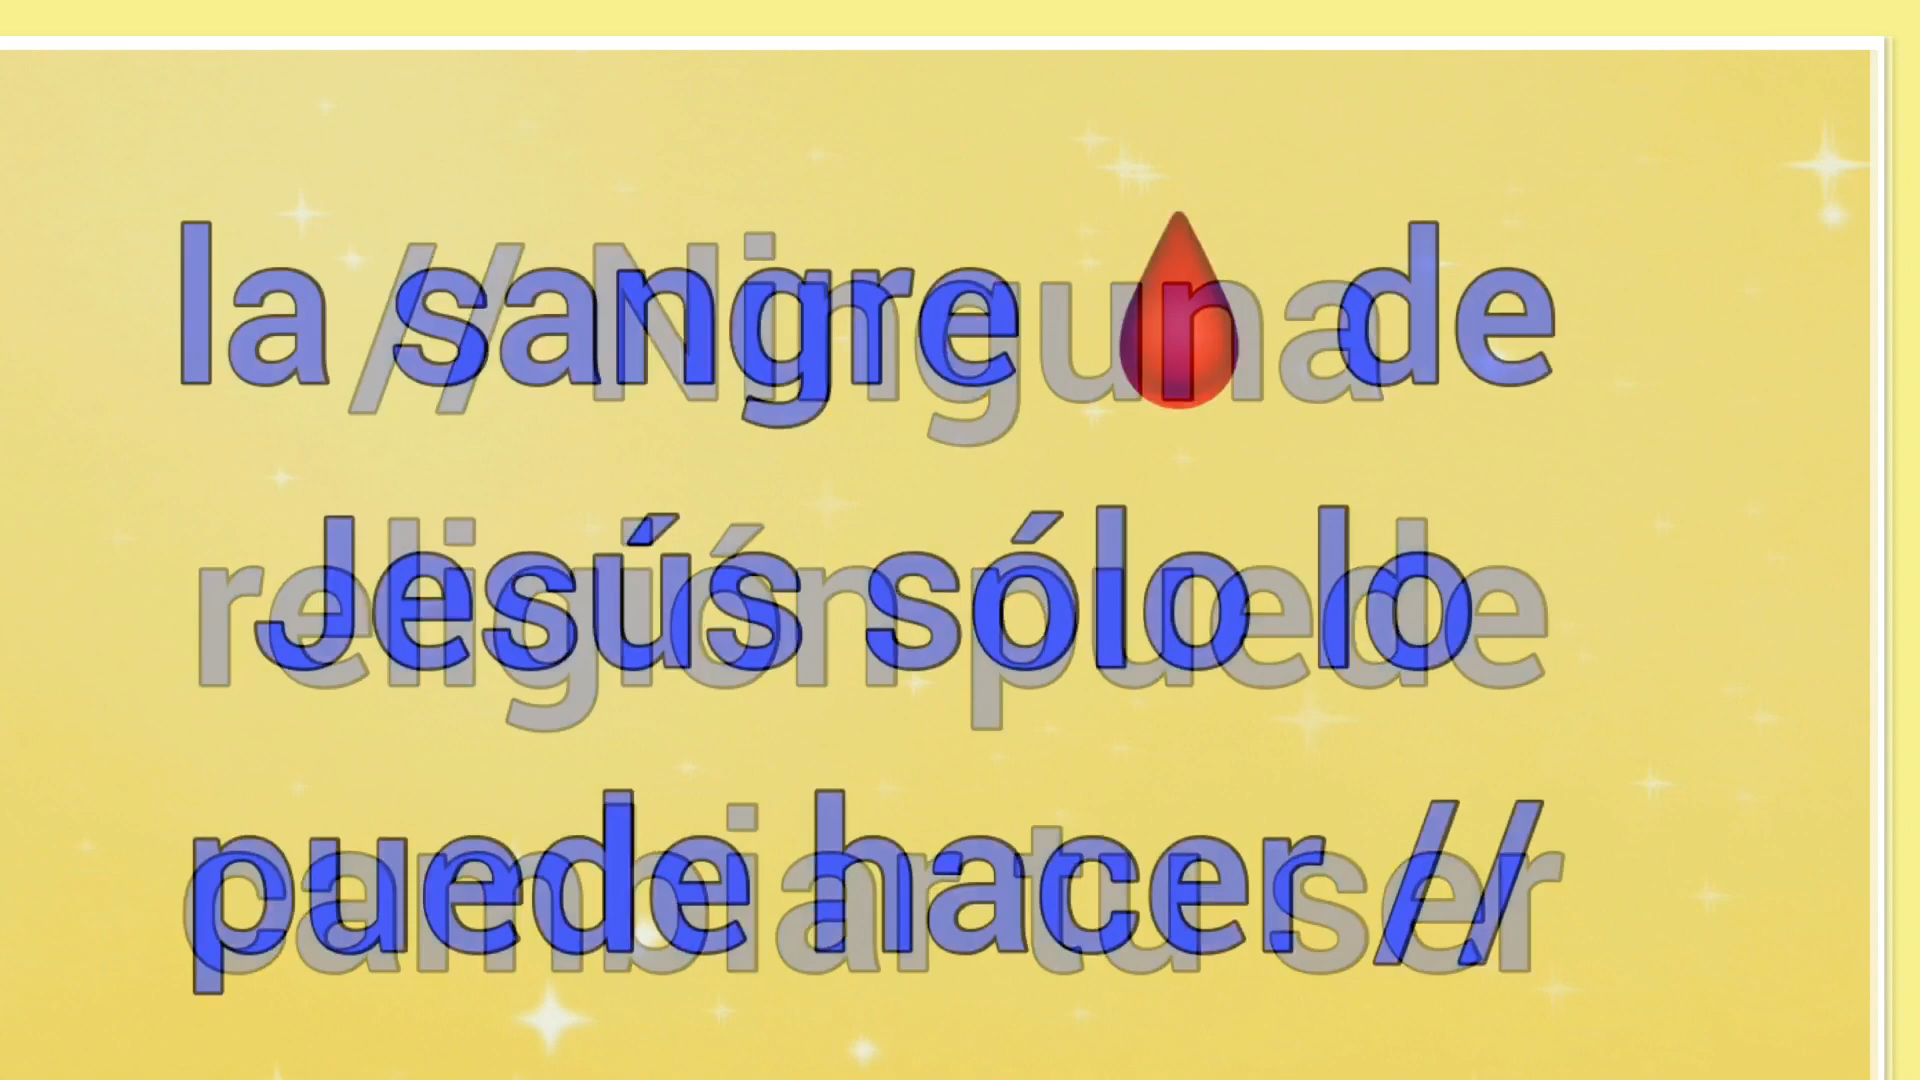 la sangre 🩸 de
Jesús sólo lo
puede hacer //
// Ninguna
religión puede
cambiar tu ser